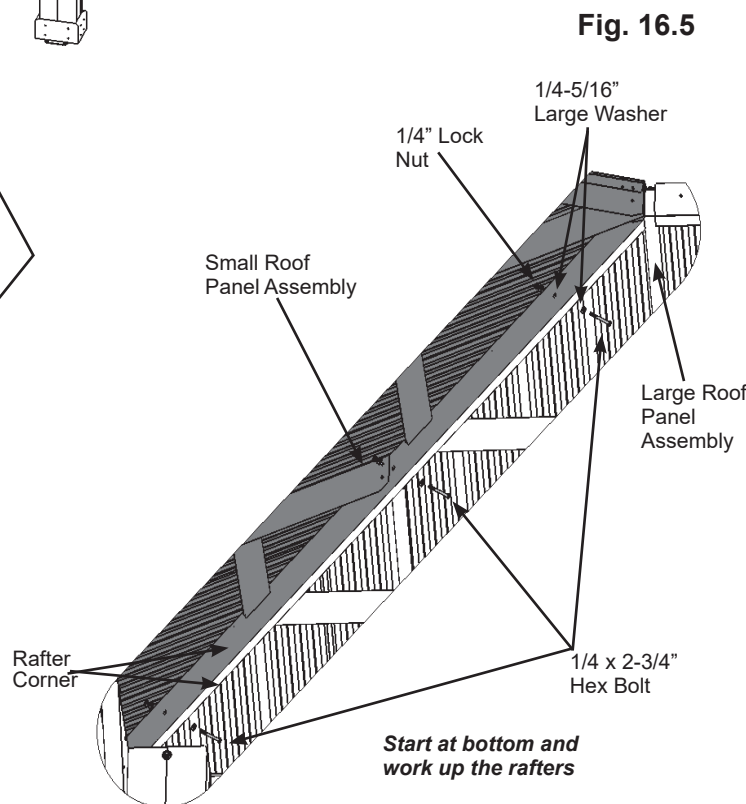 Fig. 16.5
1/4-5/16”
Large Washer
1/4” Lock
Nut
Small Roof
Panel Assembly
Large Roof
Panel
Assembly
Rafter
Corner
1/4 x 2-3/4”
Hex Bolt
Start at bottom and
work up the rafters